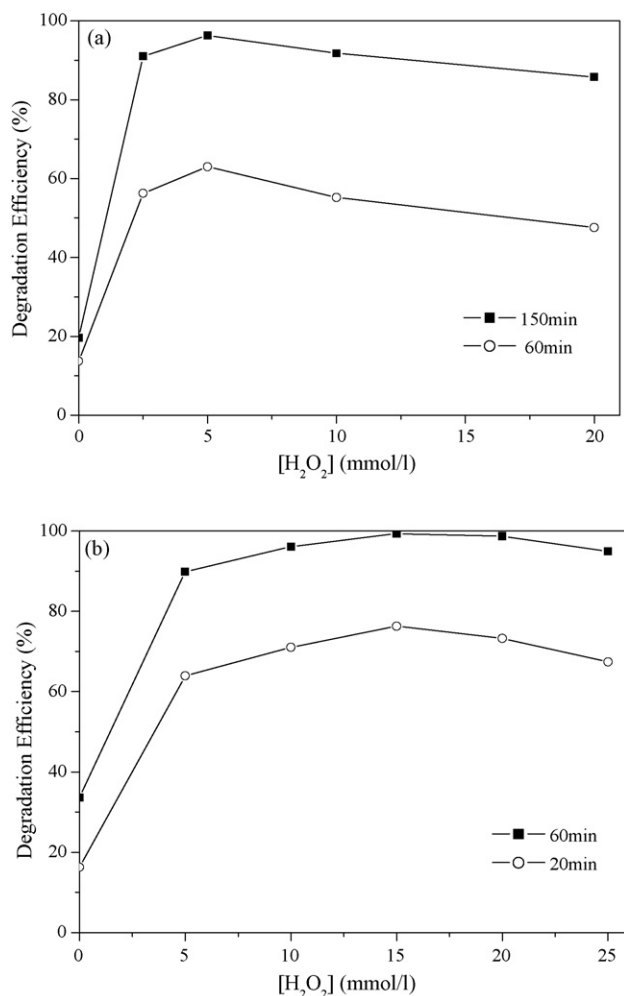 (a)
100
80
60
40
20
0
Degradation Efficiency (%)
150min
60min
0 5 10 15 20
[H₂O₂] (mmol/l)
(b)
100
80
60
40
20
0
Degradation Efficiency (%)
60min
20min
0 5 10 15 20 25
[H₂O₂] (mmol/l)